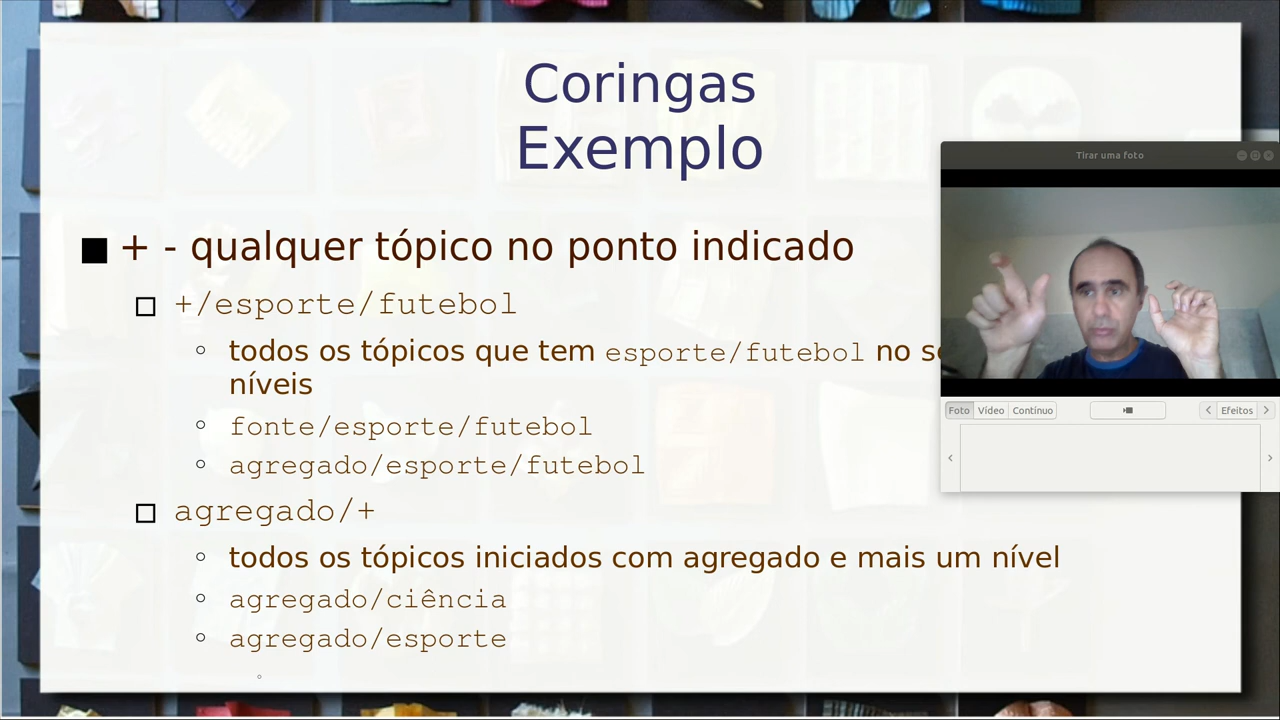 Coringas
Exemplo
+ - qualquer tópico no ponto indicado
+/esporte/futebol
todos os tópicos que tem esporte/futebol no
níveis
fonte/esporte/futebol
agregado/esporte/futebol
agregado/+
todos os tópicos iniciados com agregado e mais um nível
agregado/ciência
agregado/esporte
Tirar uma foto
Foto Vídeo Contínuo Efeitos